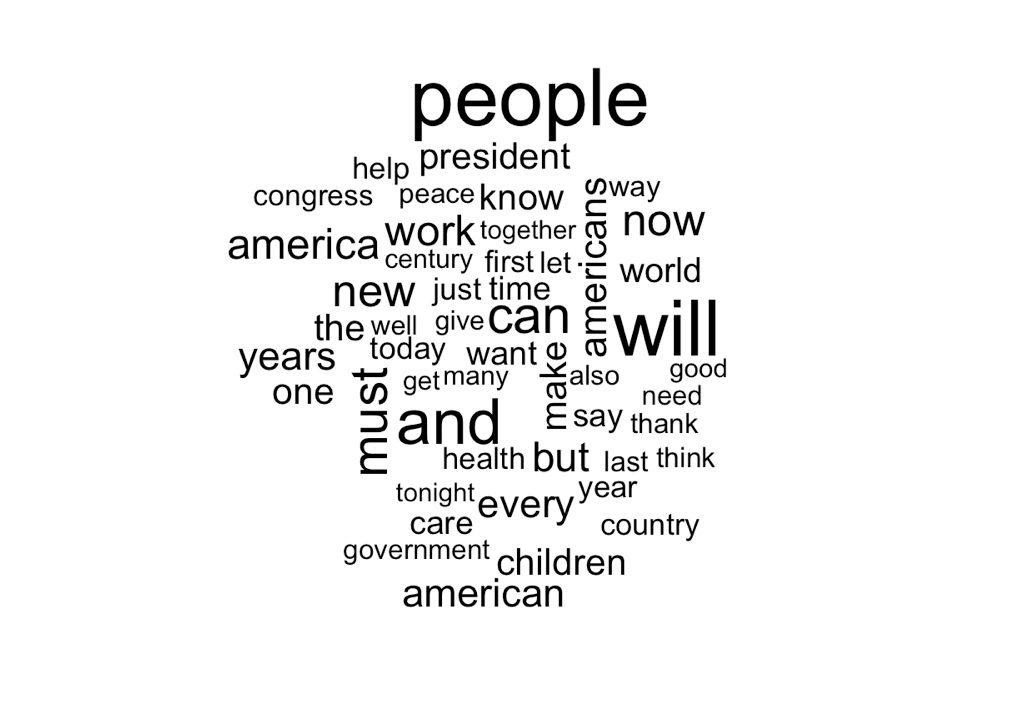 people
help president
congress peace know way
americans
america work together now
century first let world
new just time
the well give can will
years today want
make
one get many also good
must
and say need
thank
health but last think
tonight every year
care country
government children
american